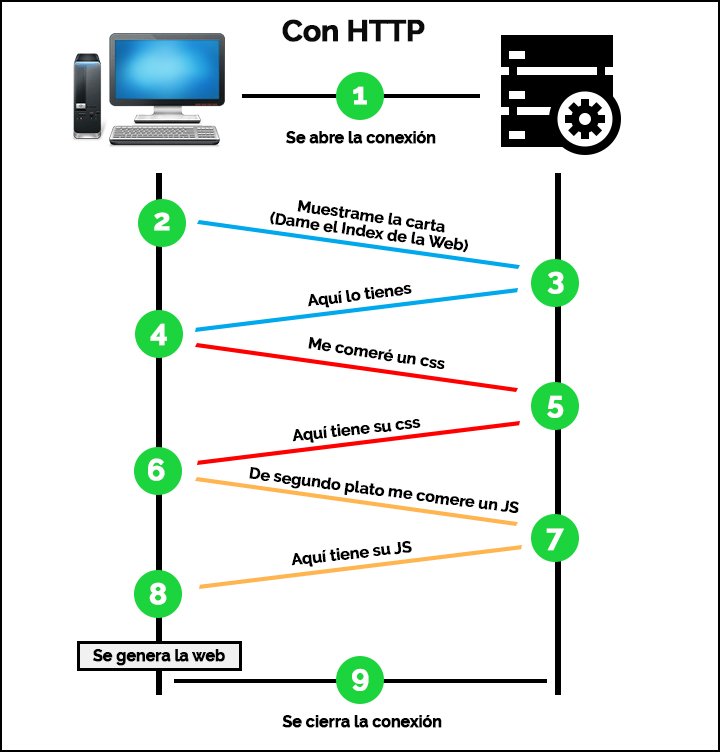 Con HTTP
1
Se abre la conexión
2
Muestrame la carta
(Dame el Index de la Web)
3
Aquí lo tienes
4
Me comeré un css
5
Aquí tiene su css
6
De segundo plato me comere un JS
7
Aquí tiene su JS
8
Se genera la web
9
Se cierra la conexión